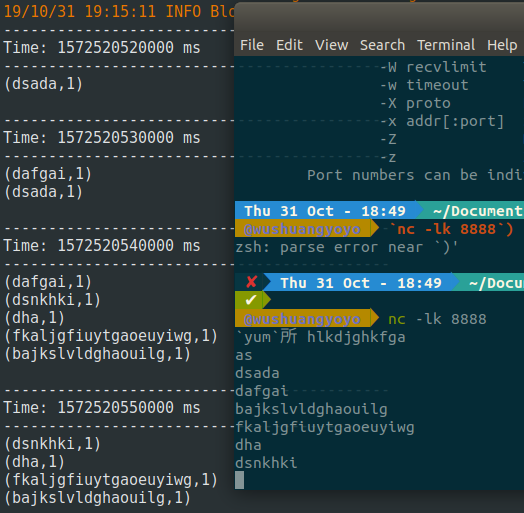 19/10/31 19:15:11 INFO Blo
-------------------------
Time: 1572520520000 ms
-------------------------
(dsada,1)
-------------------------
Time: 1572520530000 ms
-------------------------
(dafgai,1)
(dsada,1)
-------------------------
Time: 1572520540000 ms
-------------------------
(dafgai,1)
(dsnkhki,1)
(dha,1)
(fkaljgfiuytgaoeuyiwg,1)
(bajkslvldghaouilg,1)
-------------------------
Time: 1572520550000 ms
-------------------------
(dsnkhki,1)
(dha,1)
(fkaljgfiuytgaoeuyiwg,1)
(bajkslvldghaouilg,1)
File Edit View Search Terminal Help
-W recvlimit
-w timeout
-X proto
-x addr[:port]
-Z
-z
Port numbers can be indi
Thu 31 Oct - 18:49 ~/Document
@wushuangyoyo `nc -lk 8888`)
zsh: parse error near `)'
✘ Thu 31 Oct - 18:49 ~/Docu
✔
@wushuangyoyo nc -lk 8888
`yum`所 hlkdjghkfga
as
dsada
dafgai
bajkslvldghaouilg
fkaljgfiuytgaoeuyiwg
dha
dsnkhki